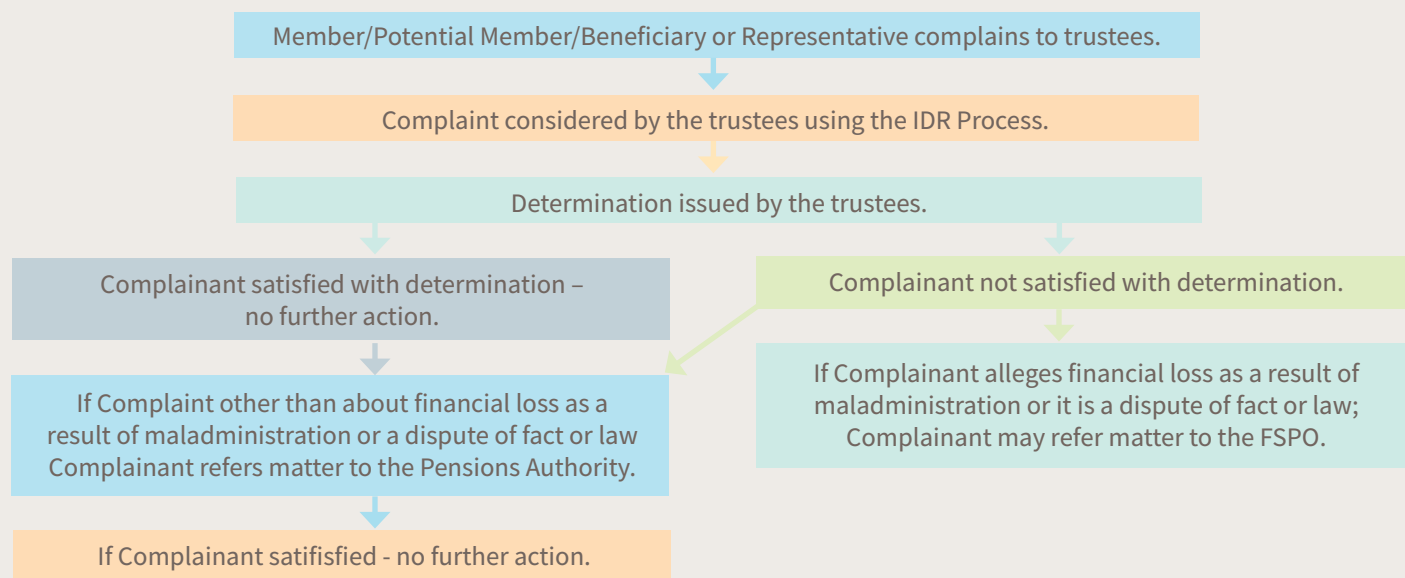 Member/Potential Member/Beneficiary or Representative complains to trustees.
Complaint considered by the trustees using the IDR Process.
Determination issued by the trustees.
Complainant satisfied with determination –
no further action.
Complainant not satisfied with determination.
If Complaint other than about financial loss as a
result of maladministration or a dispute of fact or law
Complainant refers matter to the Pensions Authority.
If Complainant alleges financial loss as a result of
maladministration or it is a dispute of fact or law;
Complainant may refer matter to the FSPO.
If Complainant satifisfied - no further action.